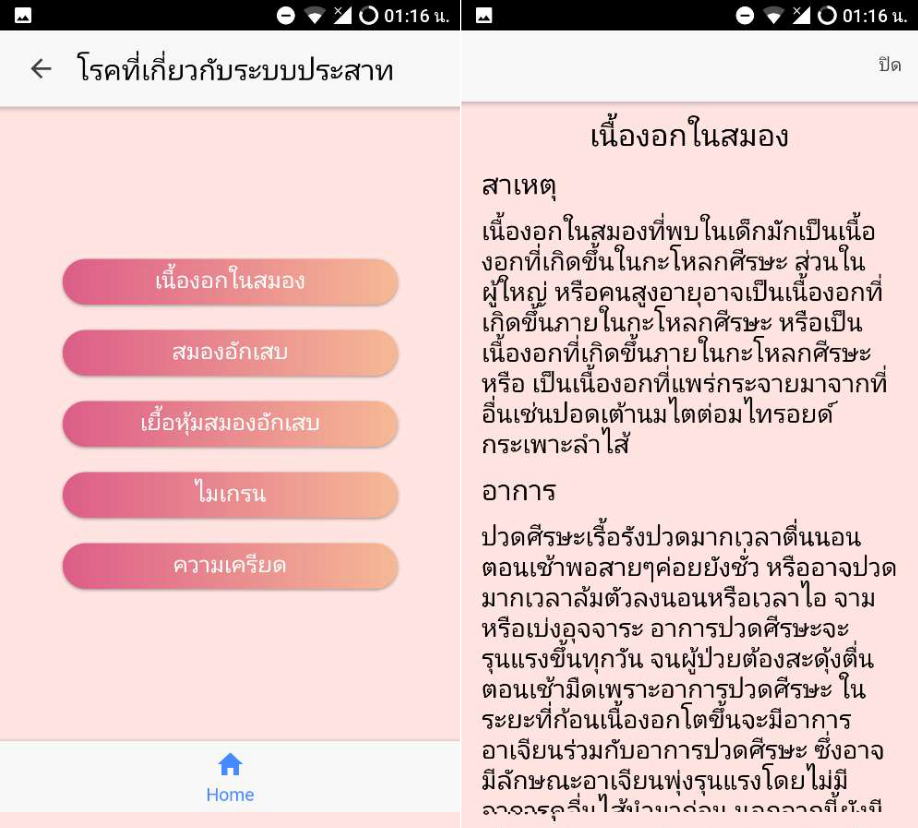 01:16 น.
โรคที่เกี่ยวกับระบบประสาท
เนื้องอกในสมอง
สมองอักเสบ
เยื้อหุ้มสมองอักเสบ
ไมเกรน
ความเครียด
Home
01:16 น.
ปิด
เนื้องอกในสมอง
สาเหตุ
เนื้องอกในสมองที่พบในเด็กมักเป็นเนื้อ
งอกที่เกิดขึ้นในกะโหลกศีรษะ ส่วนใน
ผู้ใหญ่ หรือคนสูงอายุอาจเป็นเนื้องอกที่
เกิดขึ้นภายในกะโหลกศีรษะ หรือเป็น
เนื้องอกที่เกิดขึ้นภายในกะโหลกศีรษะ
หรือ เป็นเนื้องอกที่แพร่กระจายมาจากที่
อื่นเช่นปอดเต้านมไตต่อมไทรอยด์
กระเพาะลำไส้
อาการ
ปวดศีรษะเรื้อรังปวดมากเวลาตื่นนอน
ตอนเช้าพอสายๆค่อยยังชั่ว หรืออาจปวด
มากเวลาล้มตัวลงนอนหรือเวลาไอ จาม
หรือเบ่งอุจจาระ อาการปวดศีรษะจะ
รุนแรงขึ้นทุกวัน จนผู้ป่วยต้องสะดุ้งตื่น
ตอนเช้ามืดเพราะอาการปวดศีรษะ ใน
ระยะที่ก้อนเนื้องอกโตขึ้นจะมีอาการ
อาเจียนร่วมกับอาการปวดศีรษะ ซึ่งอาจ
มีลักษณะอาเจียนพุ่งรุนแรงโดยไม่มี
อาการคลื่นไส้นำมาก่อน นอกจากนี้ยังมี